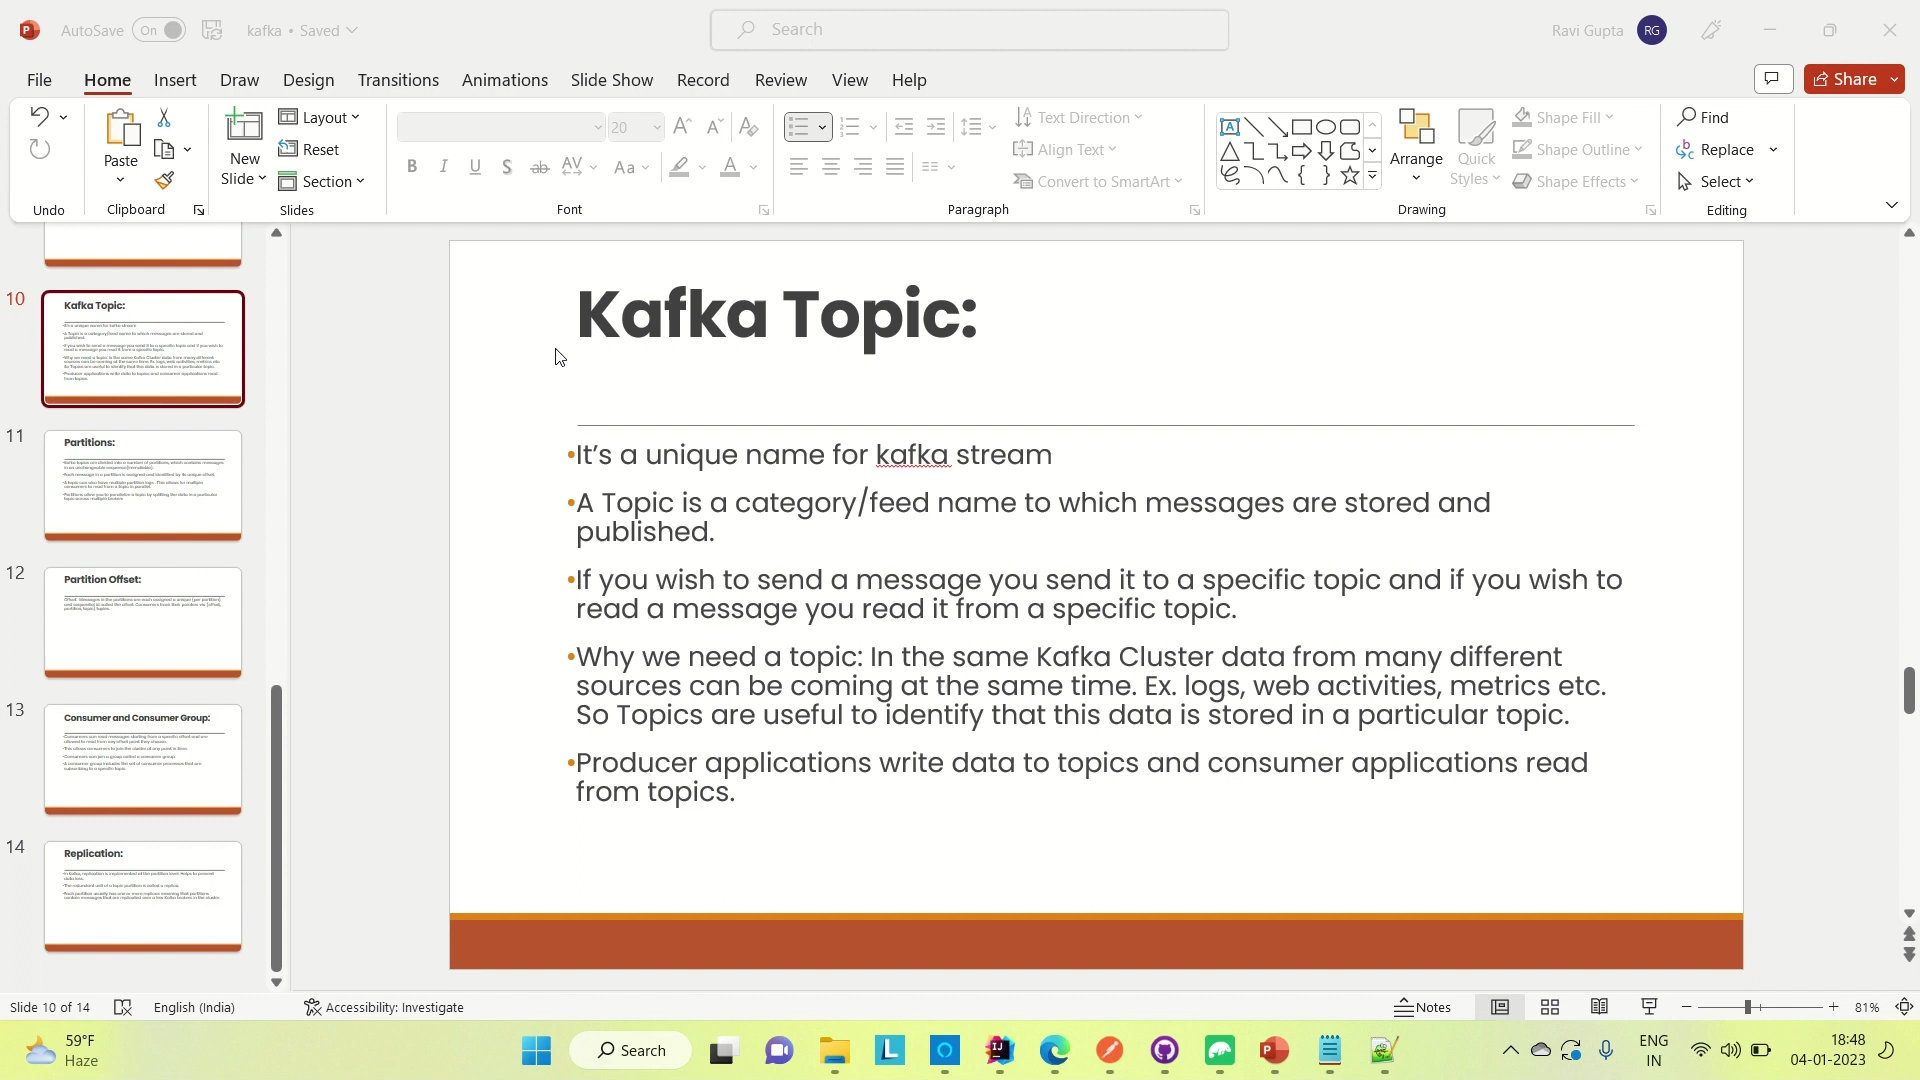 AutoSave On kafka • Saved Search Ravi Gupta RG
File Home Insert Draw Design Transitions Animations Slide Show Record Review View Help Share
Undo
Paste
Clipboard
New Slide
Layout
Reset
Section
Slides
20
B I U S ab AV Aa A
Font
Text Direction
Align Text
Convert to SmartArt
Paragraph
Arrange
Quick Styles
Shape Fill
Shape Outline
Shape Effects
Drawing
Find
Replace
Select
Editing
10
Kafka Topic:
11
Partitions:
12
Partition Offset:
13
Consumer and Consumer Group:
14
Replication:
Kafka Topic:
•It’s a unique name for kafka stream
•A Topic is a category/feed name to which messages are stored and
published.
•If you wish to send a message you send it to a specific topic and if you wish to
read a message you read it from a specific topic.
•Why we need a topic: In the same Kafka Cluster data from many different
sources can be coming at the same time. Ex. logs, web activities, metrics etc.
So Topics are useful to identify that this data is stored in a particular topic.
•Producer applications write data to topics and consumer applications read
from topics.
Slide 10 of 14 English (India) Accessibility: Investigate Notes 81%
59°F
Haze
Search
ENG
IN
18:48
04-01-2023